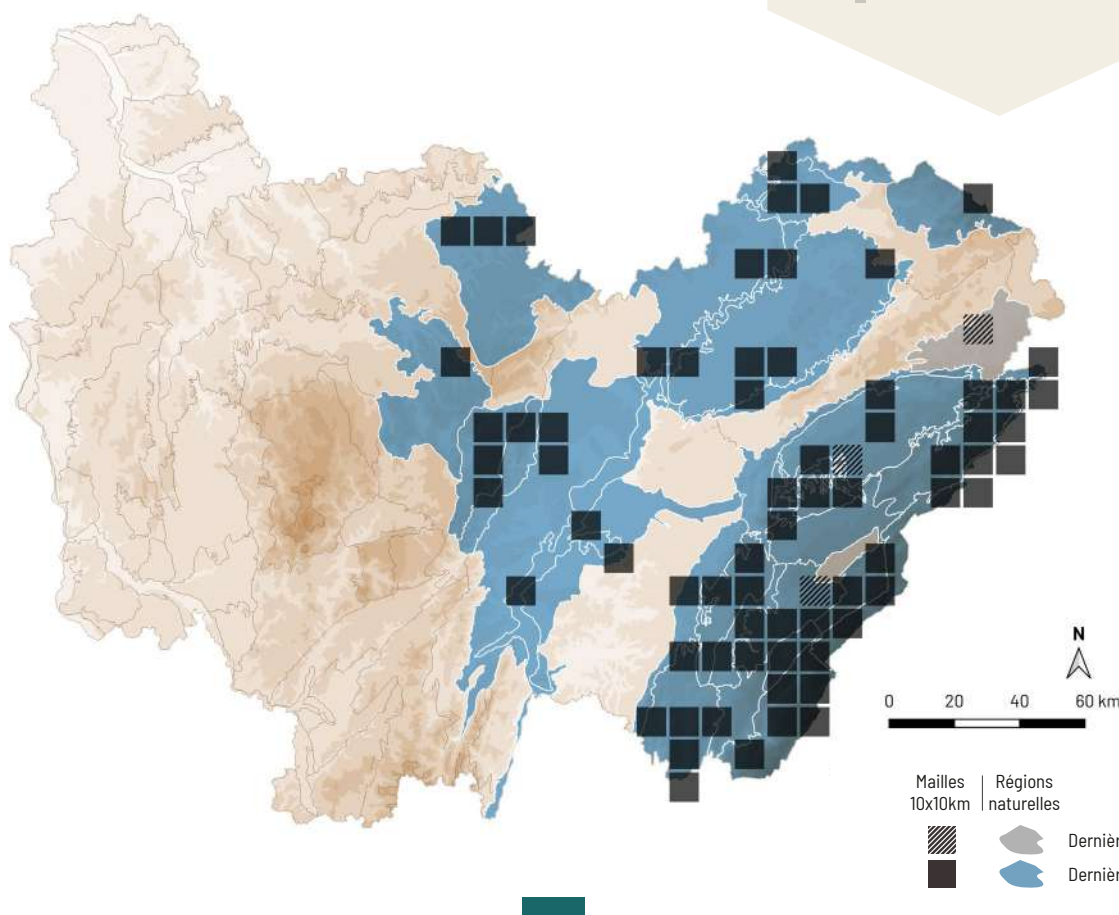 N
0 20 40 60 km
Mailles | Régions
10x10km | naturelles
Dernièr
Dernièr